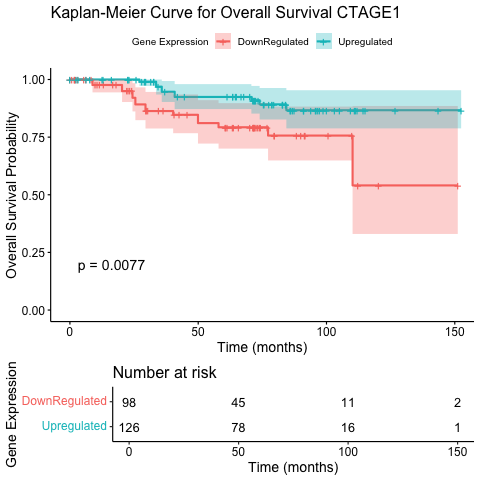 Kaplan-Meier Curve for Overall Survival CTAGE1
Gene Expression DownRegulated Upregulated
Overall Survival Probability
1.00
0.75
0.50
0.25
0.00
p = 0.0077
0 50 100 150
Time (months)
Number at risk
Gene Expression
DownRegulated 98 45 11 2
Upregulated 126 78 16 1
0 50 100 150
Time (months)